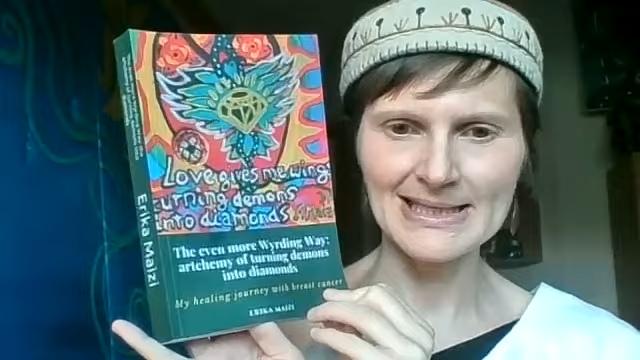 Love gives me wings
turning demons
into diamonds
The even more Wyrding Way:
artchemy of turning demons
into diamonds
My healing journey with breast cancer
ERIKA MAIZI
Erika Maizi